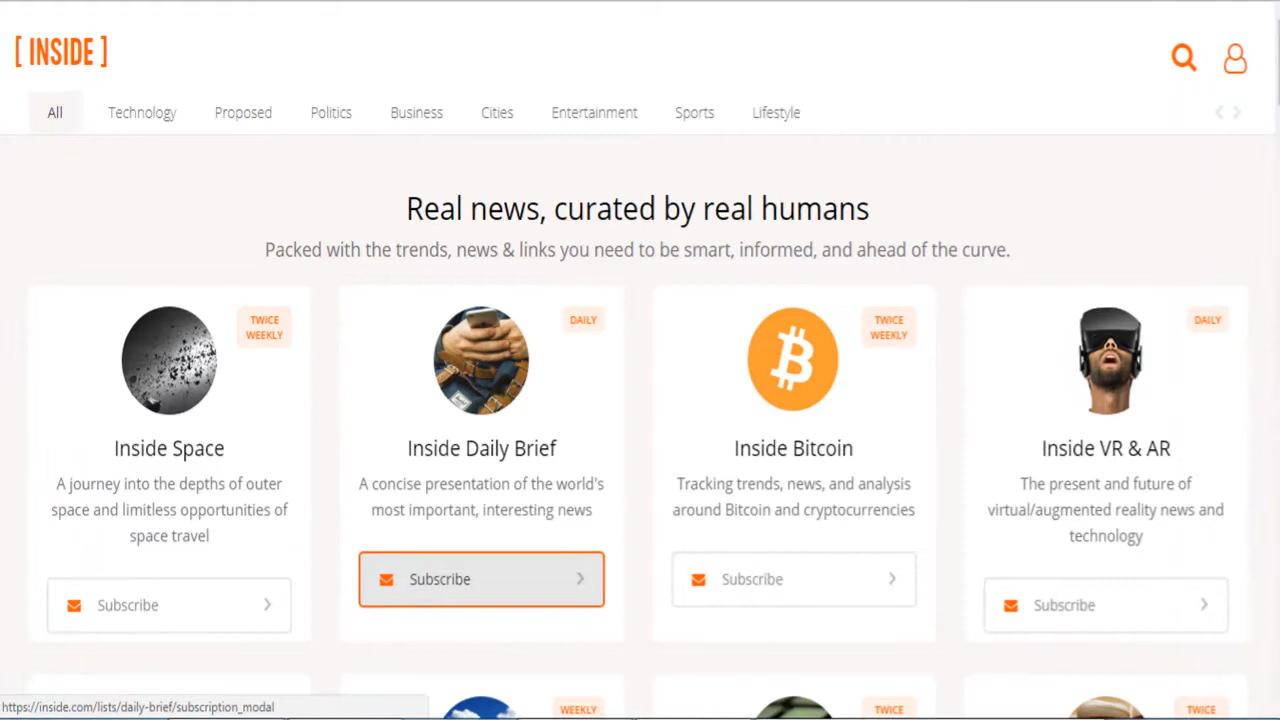 [ INSIDE ]
All Technology Proposed Politics Business Cities Entertainment Sports Lifestyle
Real news, curated by real humans
Packed with the trends, news & links you need to be smart, informed, and ahead of the curve.
TWICE
WEEKLY
Inside Space
A journey into the depths of outer
space and limitless opportunities of
space travel
Subscribe
DAILY
Inside Daily Brief
A concise presentation of the world's
most important, interesting news
Subscribe
TWICE
WEEKLY
Inside Bitcoin
Tracking trends, news, and analysis
around Bitcoin and cryptocurrencies
Subscribe
DAILY
Inside VR & AR
The present and future of
virtual/augmented reality news and
technology
Subscribe
WEEKLY
TWICE
TWICE
https://inside.com/lists/daily-brief/subscription_modal